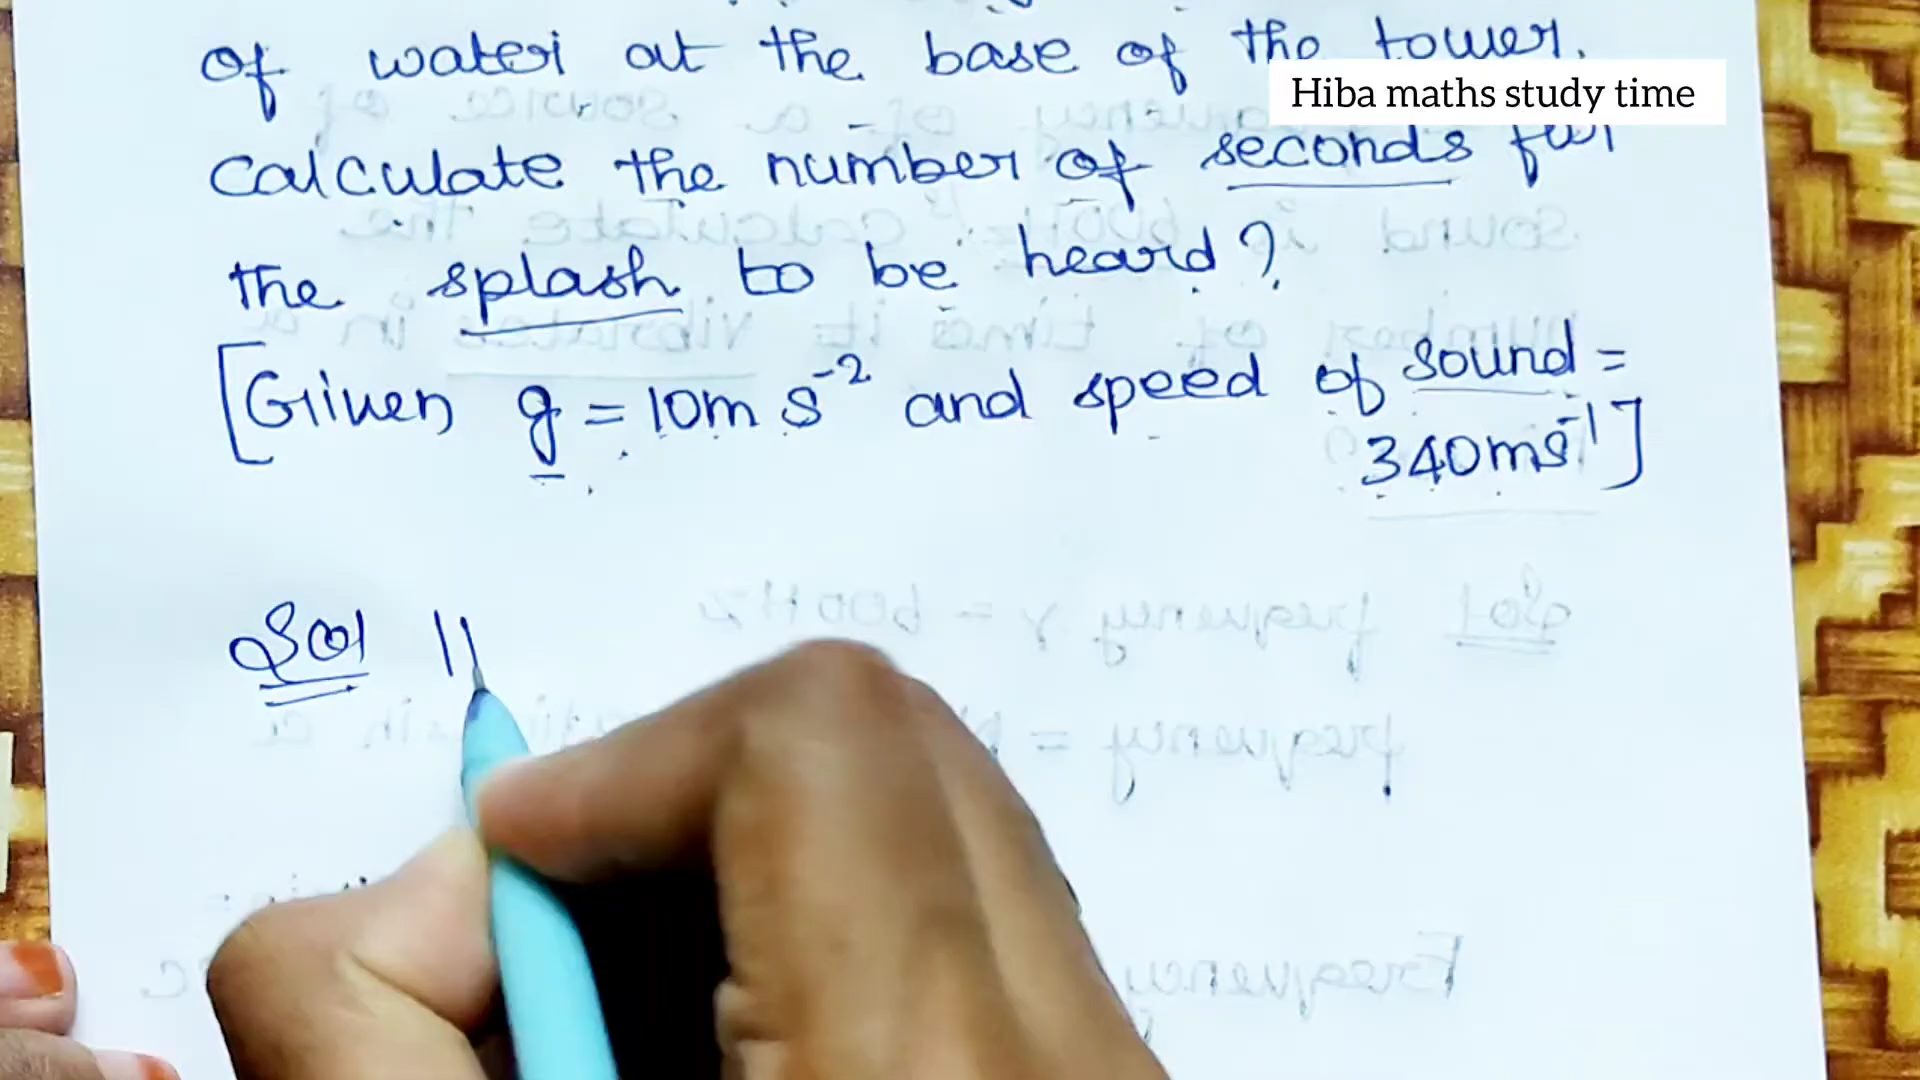 of water at the base of the tower.
Hiba maths study time
Calculate the number of seconds for
the splash to be heard?
[Given g = 10m s⁻² and speed of sound =
340ms⁻¹]
Sol